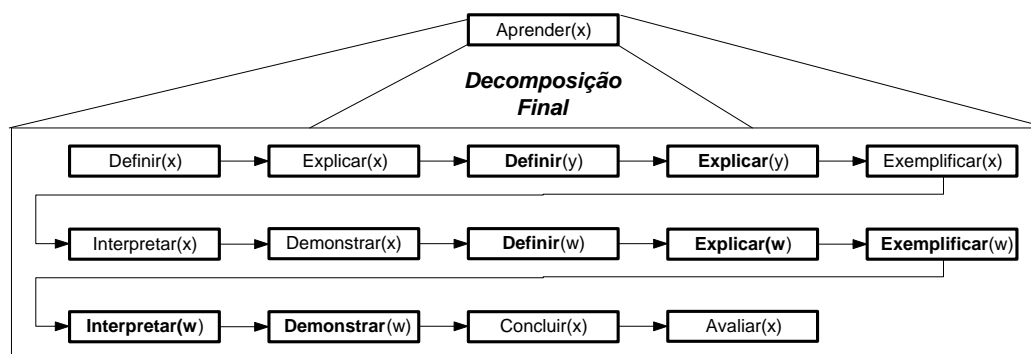 Aprender(x)
Decomposição
Final
Definir(x)
Explicar(x)
Definir(y)
Explicar(y)
Exemplificar(x)
Interpretar(x)
Demonstrar(x)
Definir(w)
Explicar(w)
Exemplificar(w)
Interpretar(w)
Demonstrar(w)
Concluir(x)
Avaliar(x)